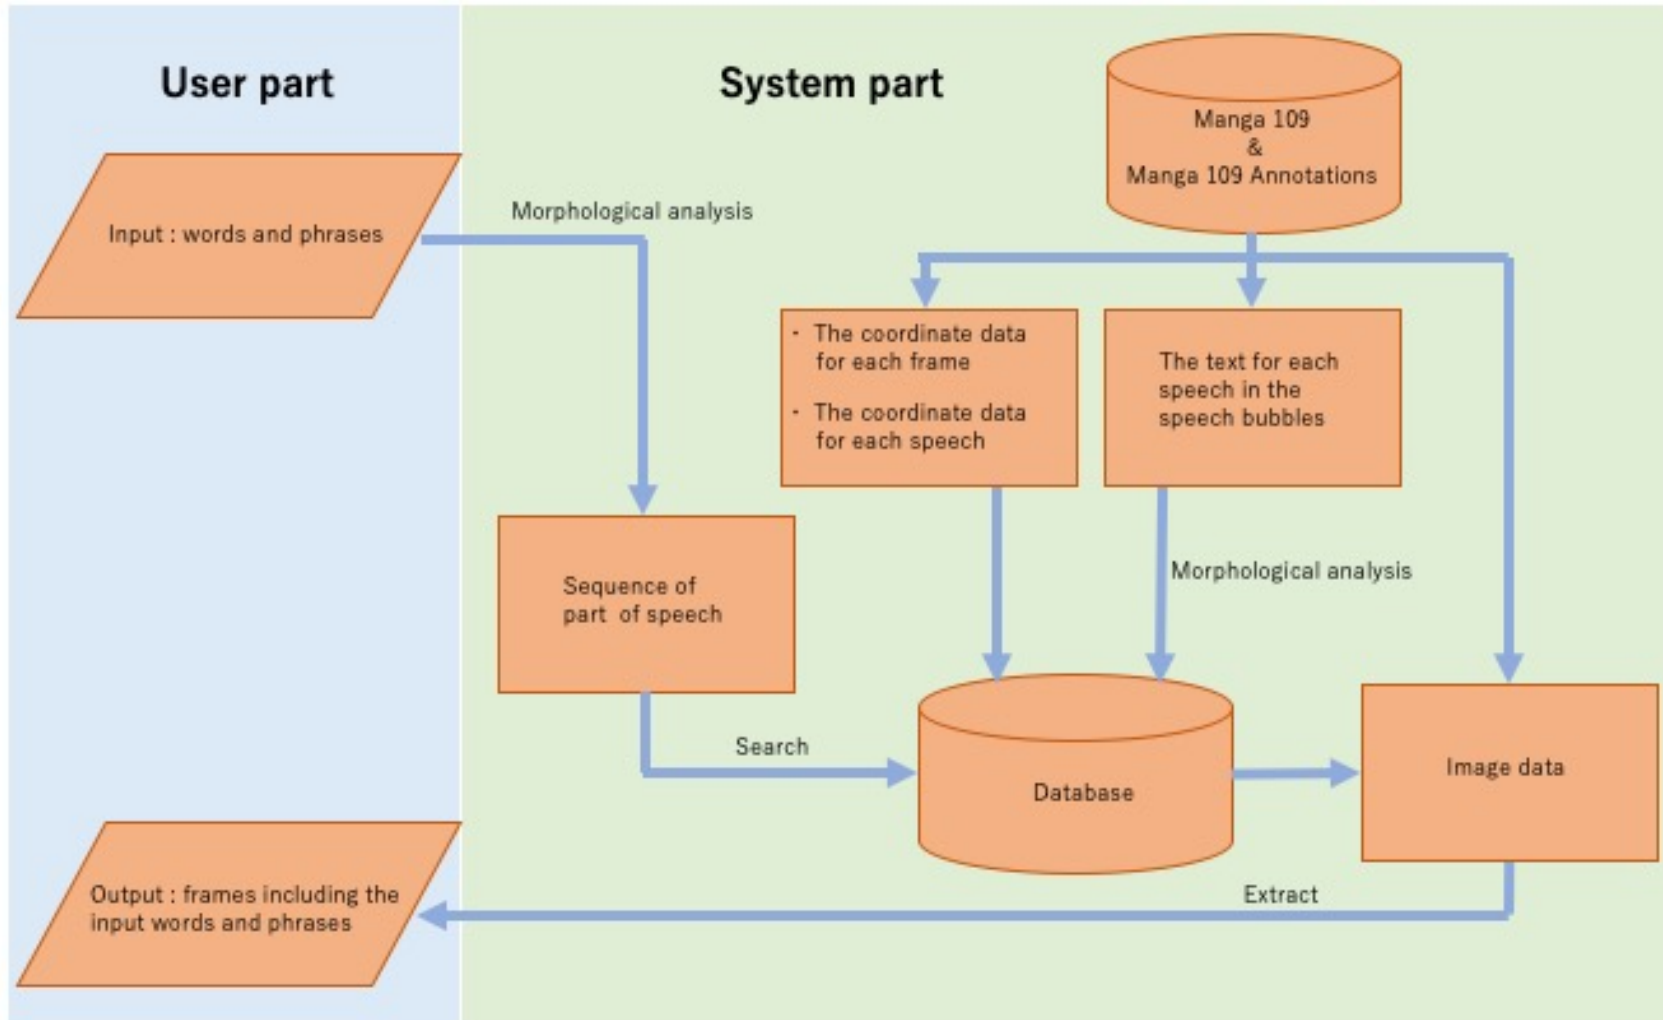 User part
System part
Manga 109
&
Manga 109 Annotations
Input : words and phrases
Morphological analysis
・ The coordinate data
for each frame
・ The coordinate data
for each speech
The text for each
speech in the
speech bubbles
Sequence of
part of speech
Morphological analysis
Search
Database
Image data
Output : frames including the
input words and phrases
Extract